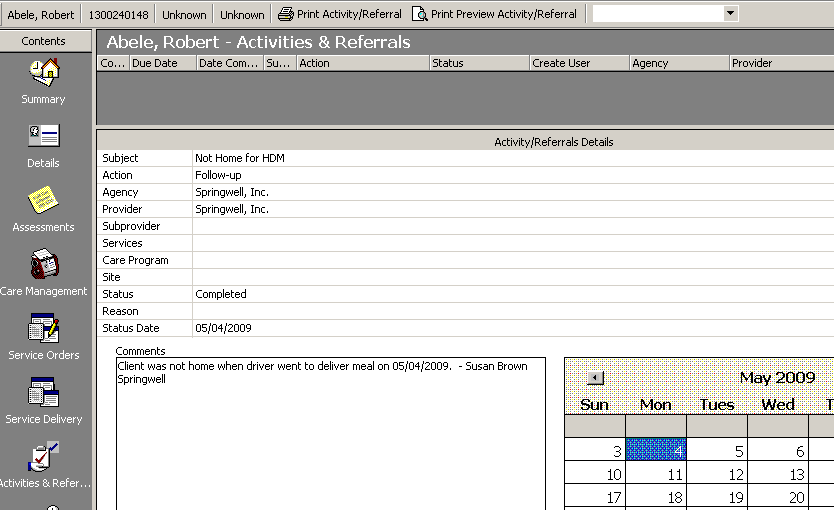 Abele, Robert 1300240148 Unknown Unknown Print Activity/Referral Print Preview Activity/Referral
Contents
Summary
Details
Assessments
Care Management
Service Orders
Service Delivery
Activities & Refer...
Abele, Robert - Activities & Referrals
Co... Due Date Date Com... Su... Action Status Create User Agency Provider
Activity/Referrals Details
Subject Not Home for HDM
Action Follow-up
Agency Springwell, Inc.
Provider Springwell, Inc.
Subprovider
Services
Care Program
Site
Status Completed
Reason
Status Date 05/04/2009
Comments
Client was not home when driver went to deliver meal on 05/04/2009. - Susan Brown
Springwell
May 2009
Sun Mon Tues Wed T
3 4 5 6
10 11 12 13
17 18 19 20